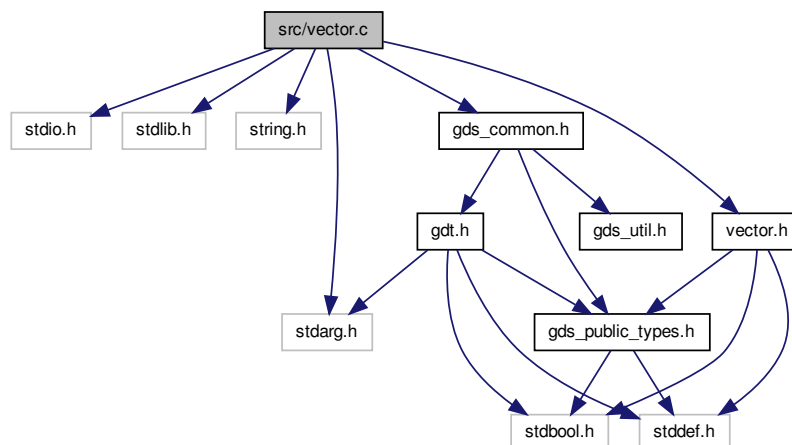 src/vector.c
stdio.h
stdlib.h
string.h
gds_common.h
gdt.h
gds_util.h
vector.h
stdarg.h
gds_public_types.h
stdbool.h
stddef.h